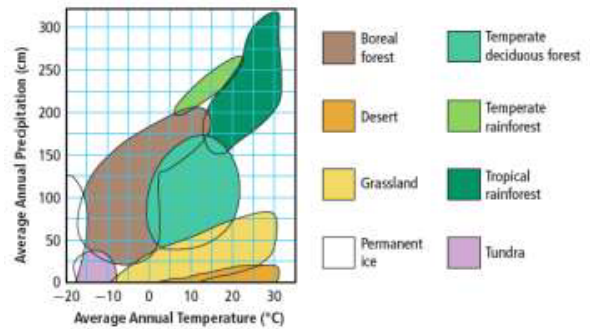 Average Annual Precipitation (cm)
300
250
200
150
100
50
0
–20 –10 0 10 20 30
Average Annual Temperature (°C)
Boreal
forest
Temperate
deciduous forest
Desert
Temperate
rainforest
Grassland
Tropical
rainforest
Permanent
ice
Tundra